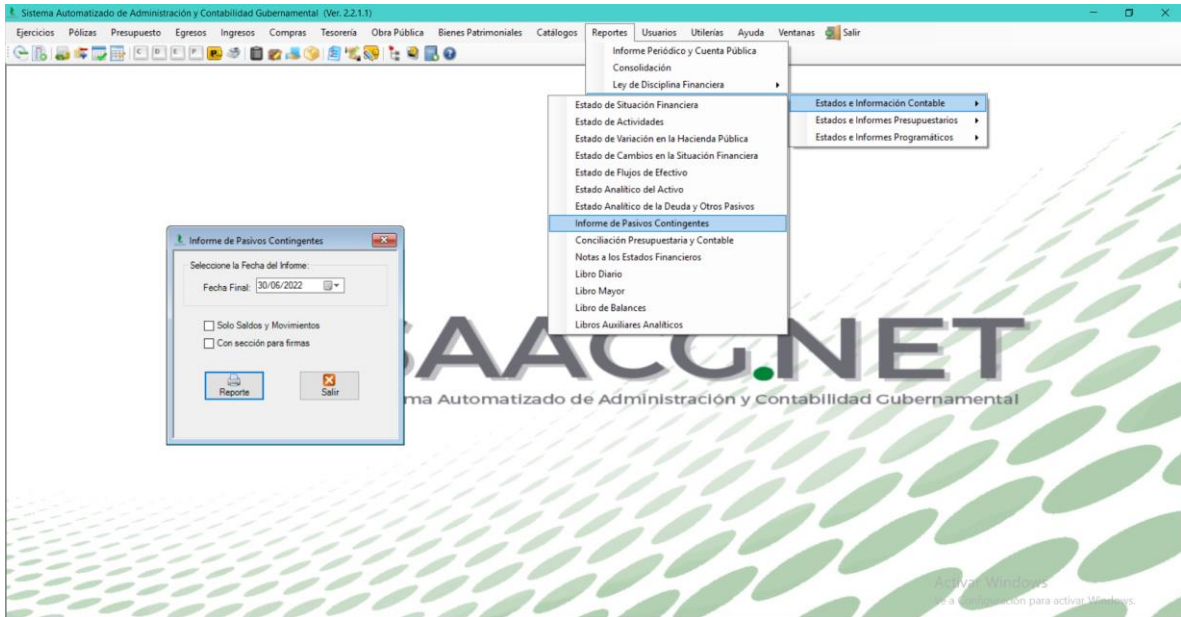 Sistema Automatizado de Administración y Contabilidad Gubernamental (Ver. 2.2.1.1)
Ejercicios Pólizas Presupuesto Egresos Ingresos Compras Tesorería Obra Pública Bienes Patrimoniales Catálogos Reportes Usuarios Utilerías Ayuda Ventanas Salir
C D E P P
Informe Periódico y Cuenta Pública
Consolidación
Ley de Disciplina Financiera
Estados e Información Contable
Estados e Informes Presupuestarios
Estados e Informes Programáticos
Estado de Situación Financiera
Estado de Actividades
Estado de Variación en la Hacienda Pública
Estado de Cambios en la Situación Financiera
Estado de Flujos de Efectivo
Estado Analítico del Activo
Estado Analítico de la Deuda y Otros Pasivos
Informe de Pasivos Contingentes
Conciliación Presupuestaria y Contable
Notas a los Estados Financieros
Libro Diario
Libro Mayor
Libro de Balances
Libros Auxiliares Analíticos
Informe de Pasivos Contingentes
Seleccione la Fecha del Informe:
Fecha Final: 30/06/2022
Solo Saldos y Movimientos
Con sección para firmas
Reporte Salir
SAACG.NET
ma Automatizado de Administración y Contabilidad Gubernamental
Activar Windows
Ve a Configuración para activar Windows.